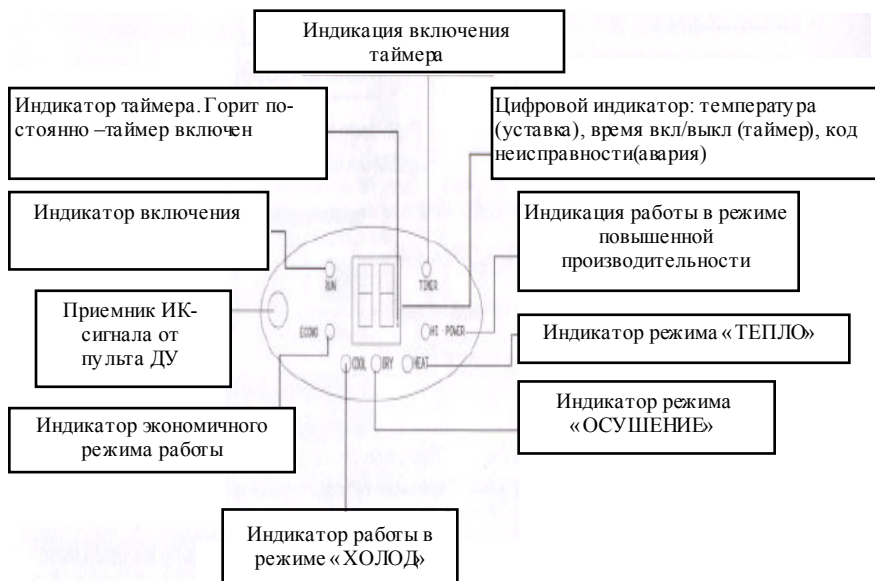 Индикация включения
таймера
Индикатор таймера. Горит по-
стоянно –таймер включен
Цифровой индикатор: температура
(уставка), время вкл/выкл (таймер), код
неисправности(авария)
Индикатор включения
Индикация работы в режиме
повышенной
производительности
Приемник ИК-
сигнала от
пульта ДУ
RUN
TIMER
ECONO
HI POWER
COOL
DRY
HEAT
Индикатор режима «ТЕПЛО»
Индикатор режима
«ОСУШЕНИЕ»
Индикатор экономичного
режима работы
Индикатор работы в
режиме «ХОЛОД»